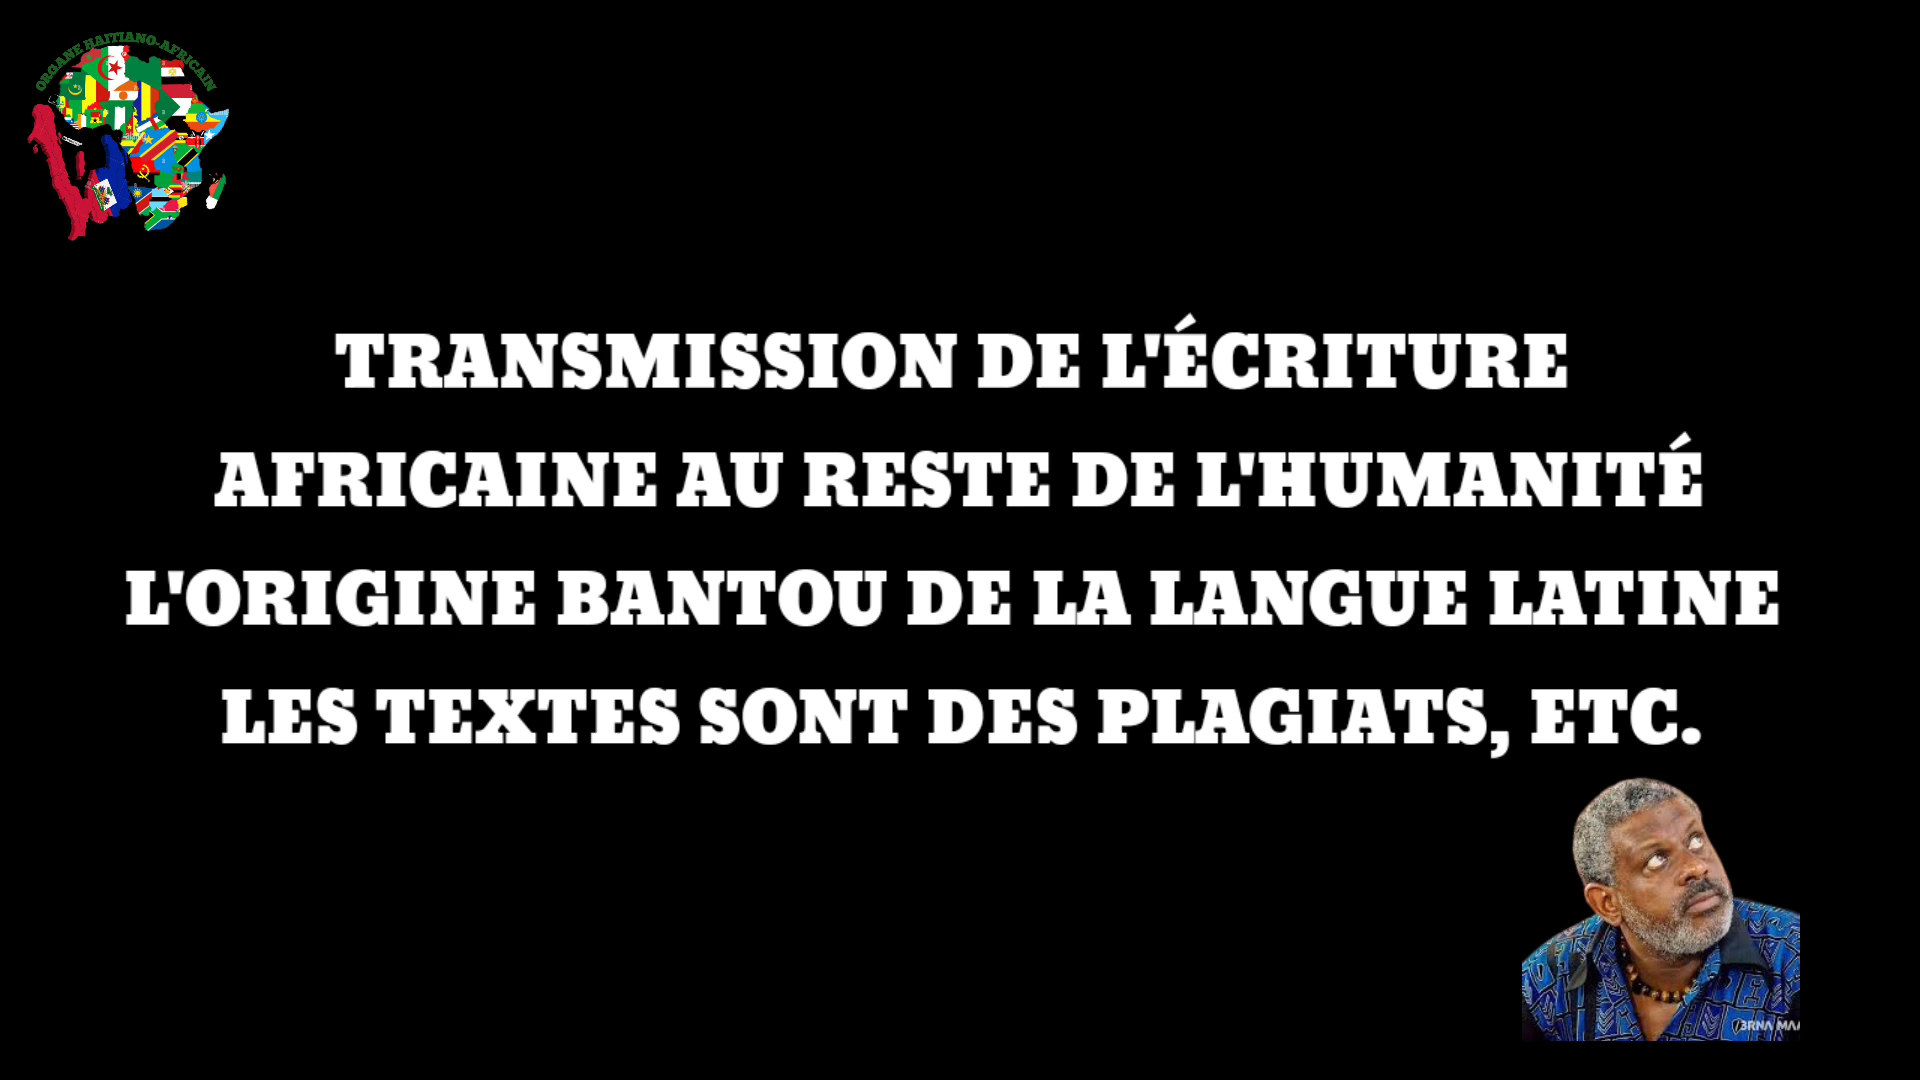 ORGANE HAITIANO-AFRICAIN
TRANSMISSION DE L'ÉCRITURE
AFRICAINE AU RESTE DE L'HUMANITÉ
L'ORIGINE BANTOU DE LA LANGUE LATINE
LES TEXTES SONT DES PLAGIATS, ETC.